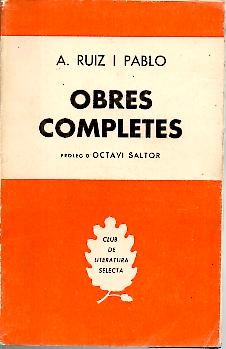 A. RUIZ I PABLO
OBRES
COMPLETES
PRÒLEG D'OCTAVI SALTOR
CLUB
DE
LITERATURA
SELECTA